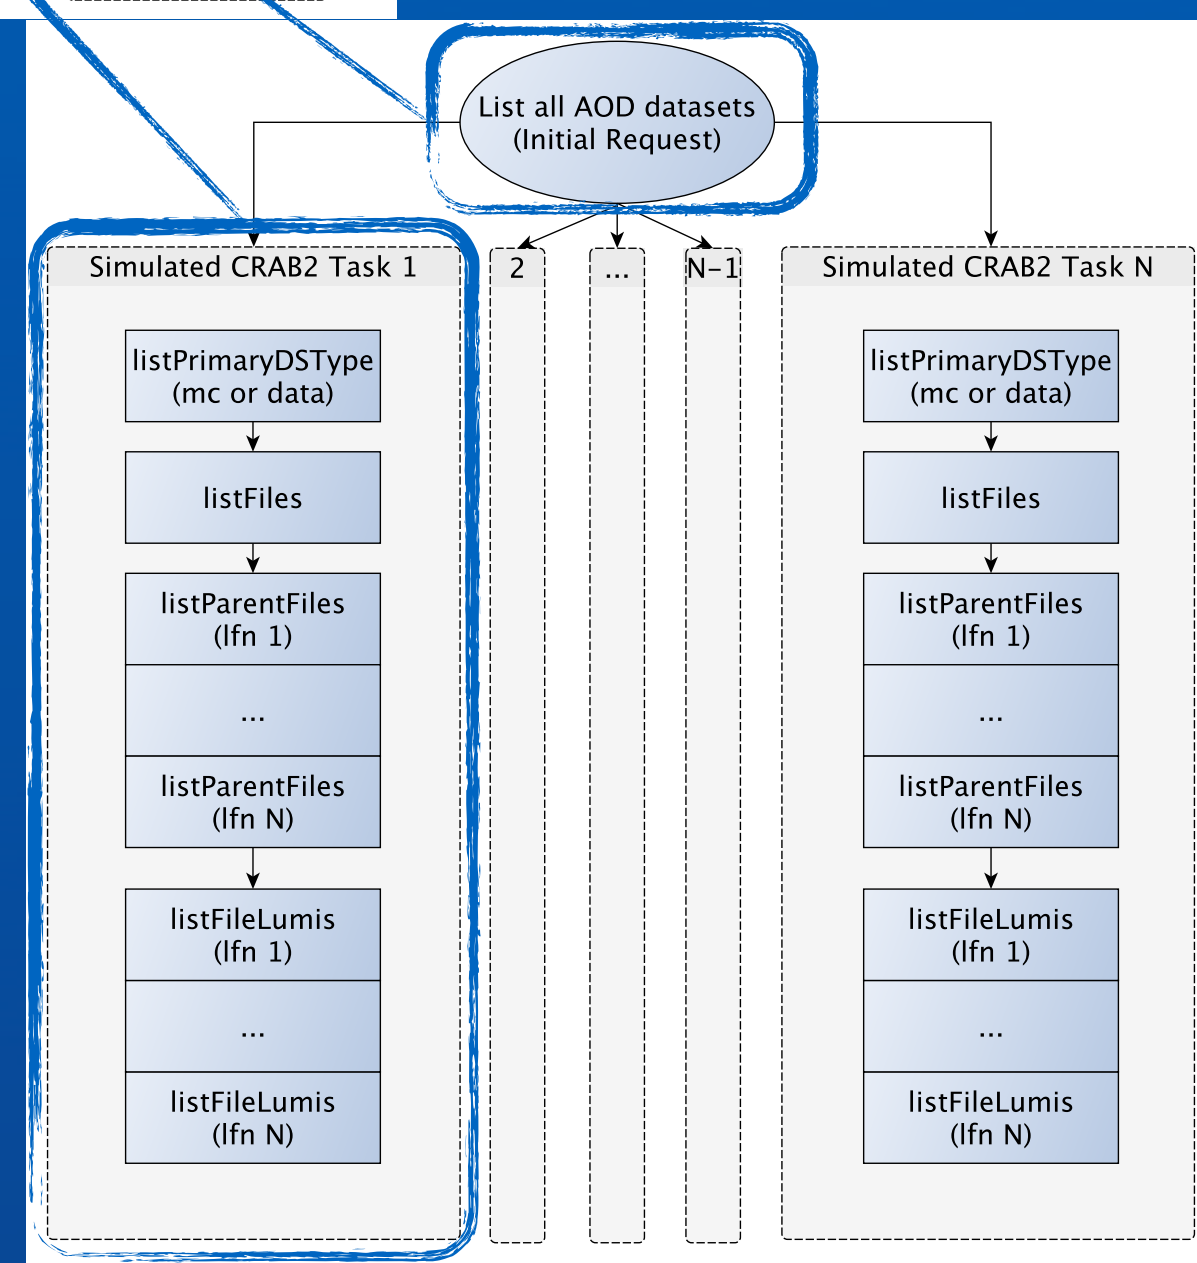 List all AOD datasets
(Initial Request)
Simulated CRAB2 Task 1
2
...
N-1
Simulated CRAB2 Task N
listPrimaryDSType
(mc or data)
listFiles
listParentFiles
(lfn 1)
...
listParentFiles
(lfn N)
listFileLumis
(lfn 1)
...
listFileLumis
(lfn N)
listPrimaryDSType
(mc or data)
listFiles
listParentFiles
(lfn 1)
...
listParentFiles
(lfn N)
listFileLumis
(lfn 1)
...
listFileLumis
(lfn N)